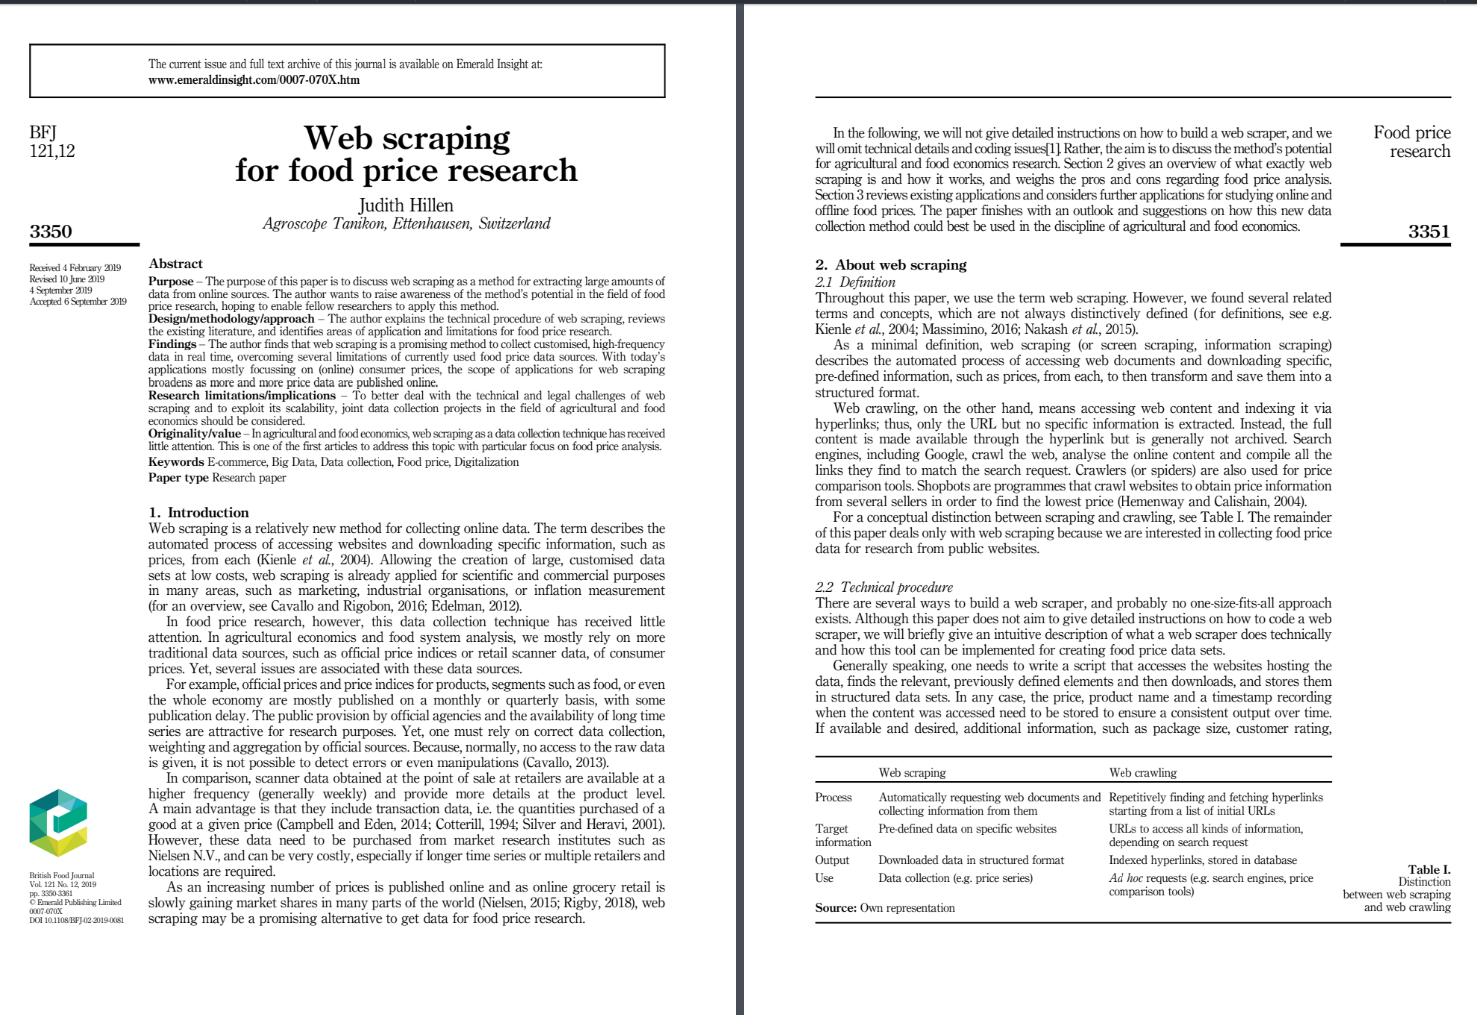 The current issue and full text archive of this journal is available on Emerald Insight at:
www.emeraldinsight.com/0007-070X.htm
BFJ
121,12
3350
Received 4 February 2019
Revised 10 June 2019
4 September 2019
Accepted 6 September 2019
British Food Journal
Vol. 121 No. 12, 2019
pp. 3350-3361
© Emerald Publishing Limited
0007-070X
DOI 10.1108/BFJ-02-2019-0081
Web scraping
for food price research
Judith Hillen
Agroscope Tanikon, Ettenhausen, Switzerland
Abstract
Purpose – The purpose of this paper is to discuss web scraping as a method for extracting large amounts of
data from online sources. The author wants to raise awareness of the method's potential in the field of food
price research, hoping to enable fellow researchers to apply this method.
Design/methodology/approach – The author explains the technical procedure of web scraping, reviews
the existing literature, and identifies areas of application and limitations for food price research.
Findings – The author finds that web scraping is a promising method to collect customised, high-frequency
data in real time, overcoming several limitations of currently used food price data sources. With today's
applications mostly focussing on (online) consumer prices, the scope of applications for web scraping
broadens as more and more price data are published online.
Research limitations/implications – To better deal with the technical and legal challenges of web
scraping and to exploit its scalability, joint data collection projects in the field of agricultural and food
economics should be considered.
Originality/value – In agricultural and food economics, web scraping as a data collection technique has received
little attention. This is one of the first articles to address this topic with particular focus on food price analysis.
Keywords E-commerce, Big Data, Data collection, Food price, Digitalization
Paper type Research paper
1. Introduction
Web scraping is a relatively new method for collecting online data. The term describes the
automated process of accessing websites and downloading specific information, such as
prices, from each (Kienle et al., 2004). Allowing the creation of large, customised data
sets at low costs, web scraping is already applied for scientific and commercial purposes
in many areas, such as marketing, industrial organisations, or inflation measurement
(for an overview, see Cavallo and Rigobon, 2016; Edelman, 2012).
In food price research, however, this data collection technique has received little
attention. In agricultural economics and food system analysis, we mostly rely on more
traditional data sources, such as official price indices or retail scanner data, of consumer
prices. Yet, several issues are associated with these data sources.
For example, official prices and price indices for products, segments such as food, or even
the whole economy are mostly published on a monthly or quarterly basis, with some
publication delay. The public provision by official agencies and the availability of long time
series are attractive for research purposes. Yet, one must rely on correct data collection,
weighting and aggregation by official sources. Because, normally, no access to the raw data
is given, it is not possible to detect errors or even manipulations (Cavallo, 2013).
In comparison, scanner data obtained at the point of sale at retailers are available at a
higher frequency (generally weekly) and provide more details at the product level.
A main advantage is that they include transaction data, i.e. the quantities purchased of a
good at a given price (Campbell and Eden, 2014; Cotterill, 1994; Silver and Heravi, 2001).
However, these data need to be purchased from market research institutes such as
Nielsen N.V., and can be very costly, especially if longer time series or multiple retailers and
locations are required.
As an increasing number of prices is published online and as online grocery retail is
slowly gaining market shares in many parts of the world (Nielsen, 2015; Rigby, 2018), web
scraping may be a promising alternative to get data for food price research.
Food price
research
3351
In the following, we will not give detailed instructions on how to build a web scraper, and we
will omit technical details and coding issues[1]. Rather, the aim is to discuss the method's potential
for agricultural and food economics research. Section 2 gives an overview of what exactly web
scraping is and how it works, and weighs the pros and cons regarding food price analysis.
Section 3 reviews existing applications and considers further applications for studying online and
offline food prices. The paper finishes with an outlook and suggestions on how this new data
collection method could best be used in the discipline of agricultural and food economics.
2. About web scraping
2.1 Definition
Throughout this paper, we use the term web scraping. However, we found several related
terms and concepts, which are not always distinctively defined (for definitions, see e.g.
Kienle et al., 2004; Massimino, 2016; Nakash et al., 2015).
As a minimal definition, web scraping (or screen scraping, information scraping)
describes the automated process of accessing web documents and downloading specific,
pre-defined information, such as prices, from each, to then transform and save them into a
structured format.
Web crawling, on the other hand, means accessing web content and indexing it via
hyperlinks; thus, only the URL but no specific information is extracted. Instead, the full
content is made available through the hyperlink but is generally not archived. Search
engines, including Google, crawl the web, analyse the online content and compile all the
links they find to match the search request. Crawlers (or spiders) are also used for price
comparison tools. Shopbots are programmes that crawl websites to obtain price information
from several sellers in order to find the lowest price (Hemenway and Calishain, 2004).
For a conceptual distinction between scraping and crawling, see Table I. The remainder
of this paper deals only with web scraping because we are interested in collecting food price
data for research from public websites.
2.2 Technical procedure
There are several ways to build a web scraper, and probably no one-size-fits-all approach
exists. Although this paper does not aim to give detailed instructions on how to code a web
scraper, we will briefly give an intuitive description of what a web scraper does technically
and how this tool can be implemented for creating food price data sets.
Generally speaking, one needs to write a script that accesses the websites hosting the
data, finds the relevant, previously defined elements and then downloads, and stores them
in structured data sets. In any case, the price, product name and a timestamp recording
when the content was accessed need to be stored to ensure a consistent output over time.
If available and desired, additional information, such as package size, customer rating,
Web scraping Web crawling
Process Automatically requesting web documents and Repetitively finding and fetching hyperlinks
collecting information from them starting from a list of initial URLs
Target Pre-defined data on specific websites URLs to access all kinds of information,
information depending on search request
Output Downloaded data in structured format Indexed hyperlinks, stored in database
Use Data collection (e.g. price series) Ad hoc requests (e.g. search engines, price
comparison tools)
Source: Own representation
Table I.
Distinction
between web scraping
and web crawling